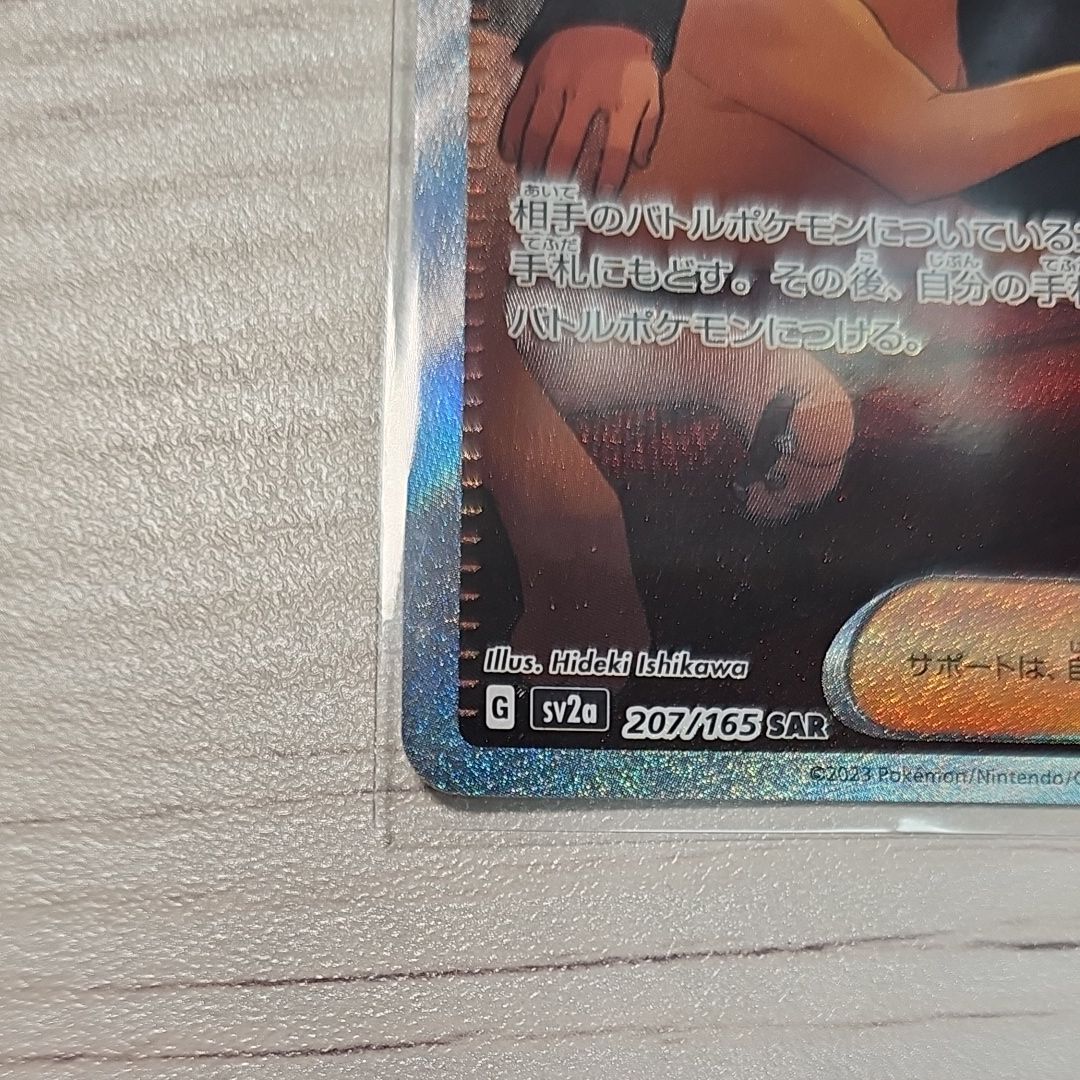 相手のバトルポケモンについている
手札にもどす。その後、自分の手札
バトルポケモンにつける。
サポートは、自
Illus. Hideki Ishikawa
G sv2a 207/165 SAR
©2023 Pokémon/Nintendo/